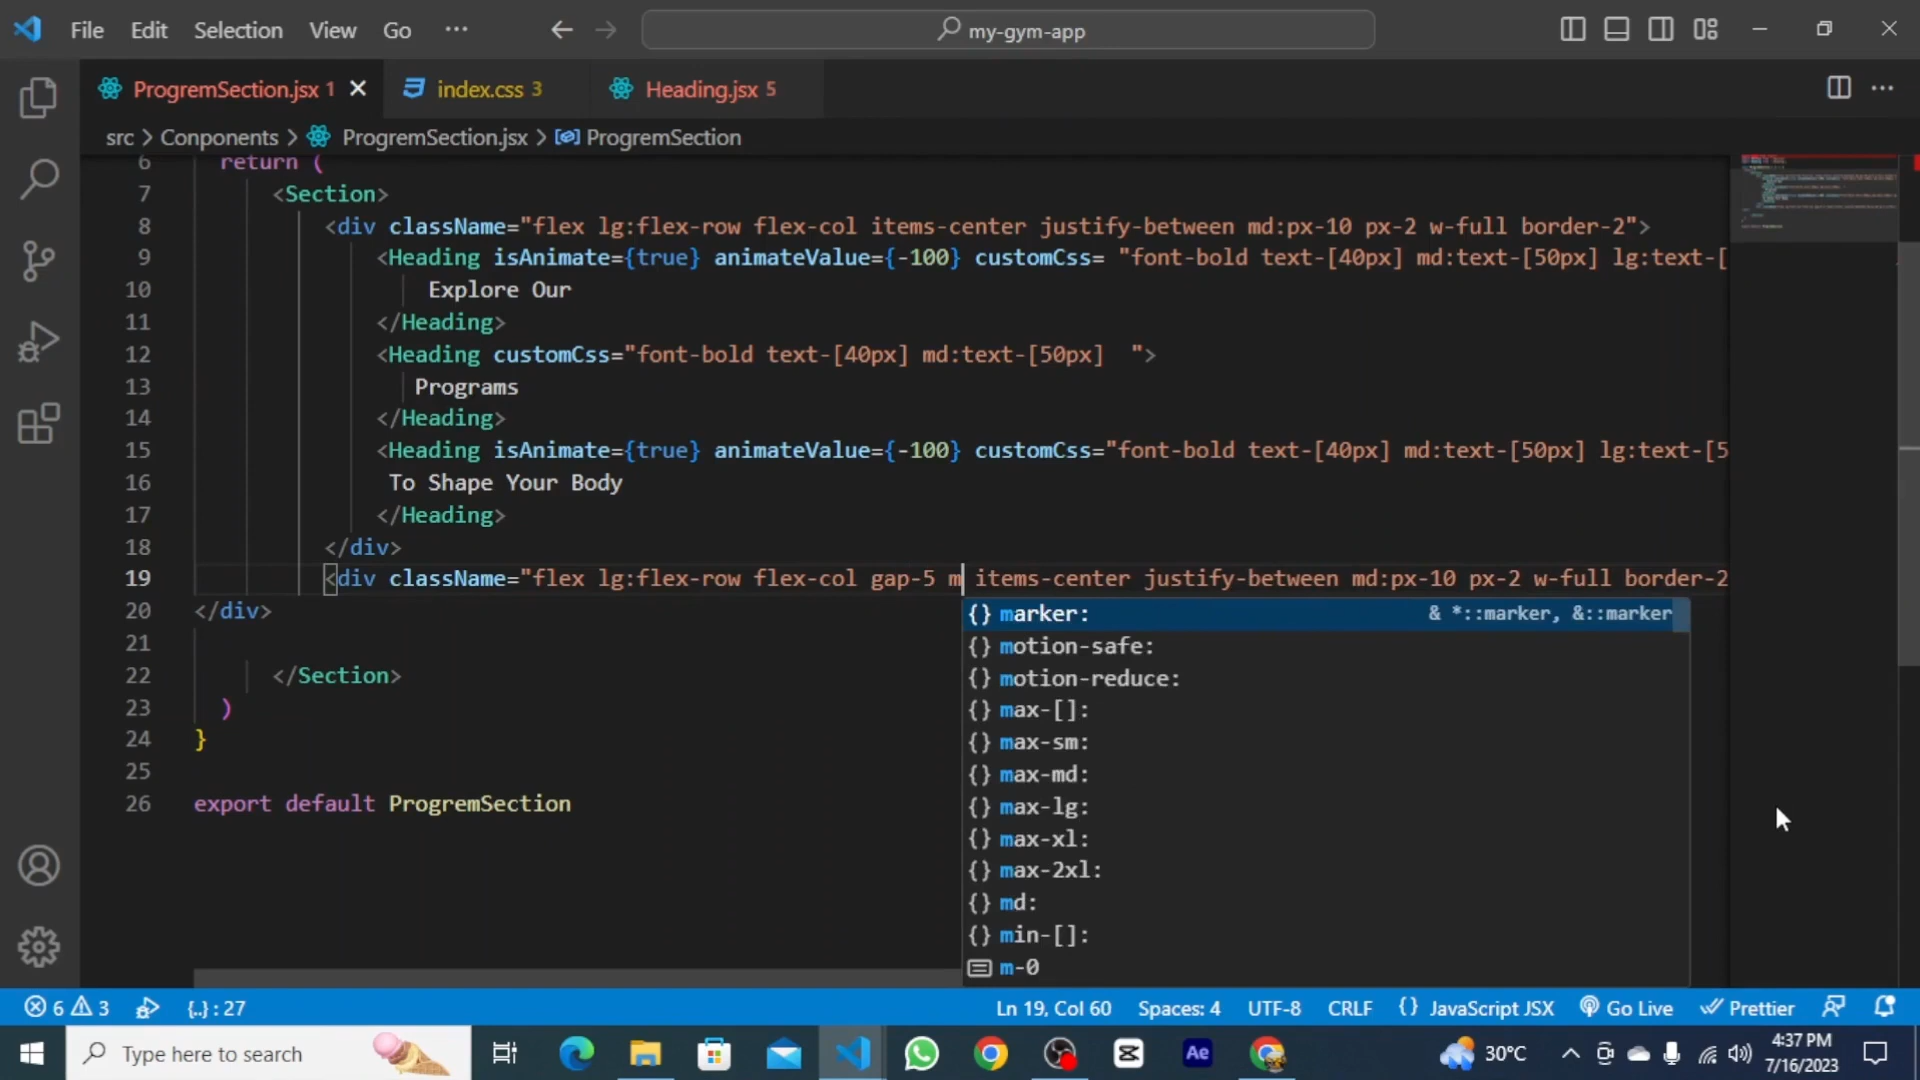 File Edit Selection View Go ··· my-gym-app
ProgremSection.jsx 1 index.css 3 Heading.jsx 5
src > Conponents > ProgremSection.jsx > ProgremSection
6 return (
7 <Section>
8 <div className="flex lg:flex-row flex-col items-center justify-between md:px-10 px-2 w-full border-2">
9 <Heading isAnimate={true} animateValue={-100} customCss= "font-bold text-[40px] md:text-[50px] lg:text-[
10 Explore Our
11 </Heading>
12 <Heading customCss="font-bold text-[40px] md:text-[50px]  ">
13 Programs
14 </Heading>
15 <Heading isAnimate={true} animateValue={-100} customCss="font-bold text-[40px] md:text-[50px] lg:text-[5
16 To Shape Your Body
17 </Heading>
18 </div>
19 <div className="flex lg:flex-row flex-col gap-5 m items-center justify-between md:px-10 px-2 w-full border-2
20 </div>
21
22 </Section>
23 )
24 }
25
26 export default ProgremSection
{} marker: & *::marker, &::marker
{} motion-safe:
{} motion-reduce:
{} max-[]:
{} max-sm:
{} max-md:
{} max-lg:
{} max-xl:
{} max-2xl:
{} md:
{} min-[]:
m-0
6 3 {..} : 27 Ln 19, Col 60 Spaces: 4 UTF-8 CRLF {} JavaScript JSX Go Live Prettier
Type here to search Ae 30°C 4:37 PM
7/16/2023